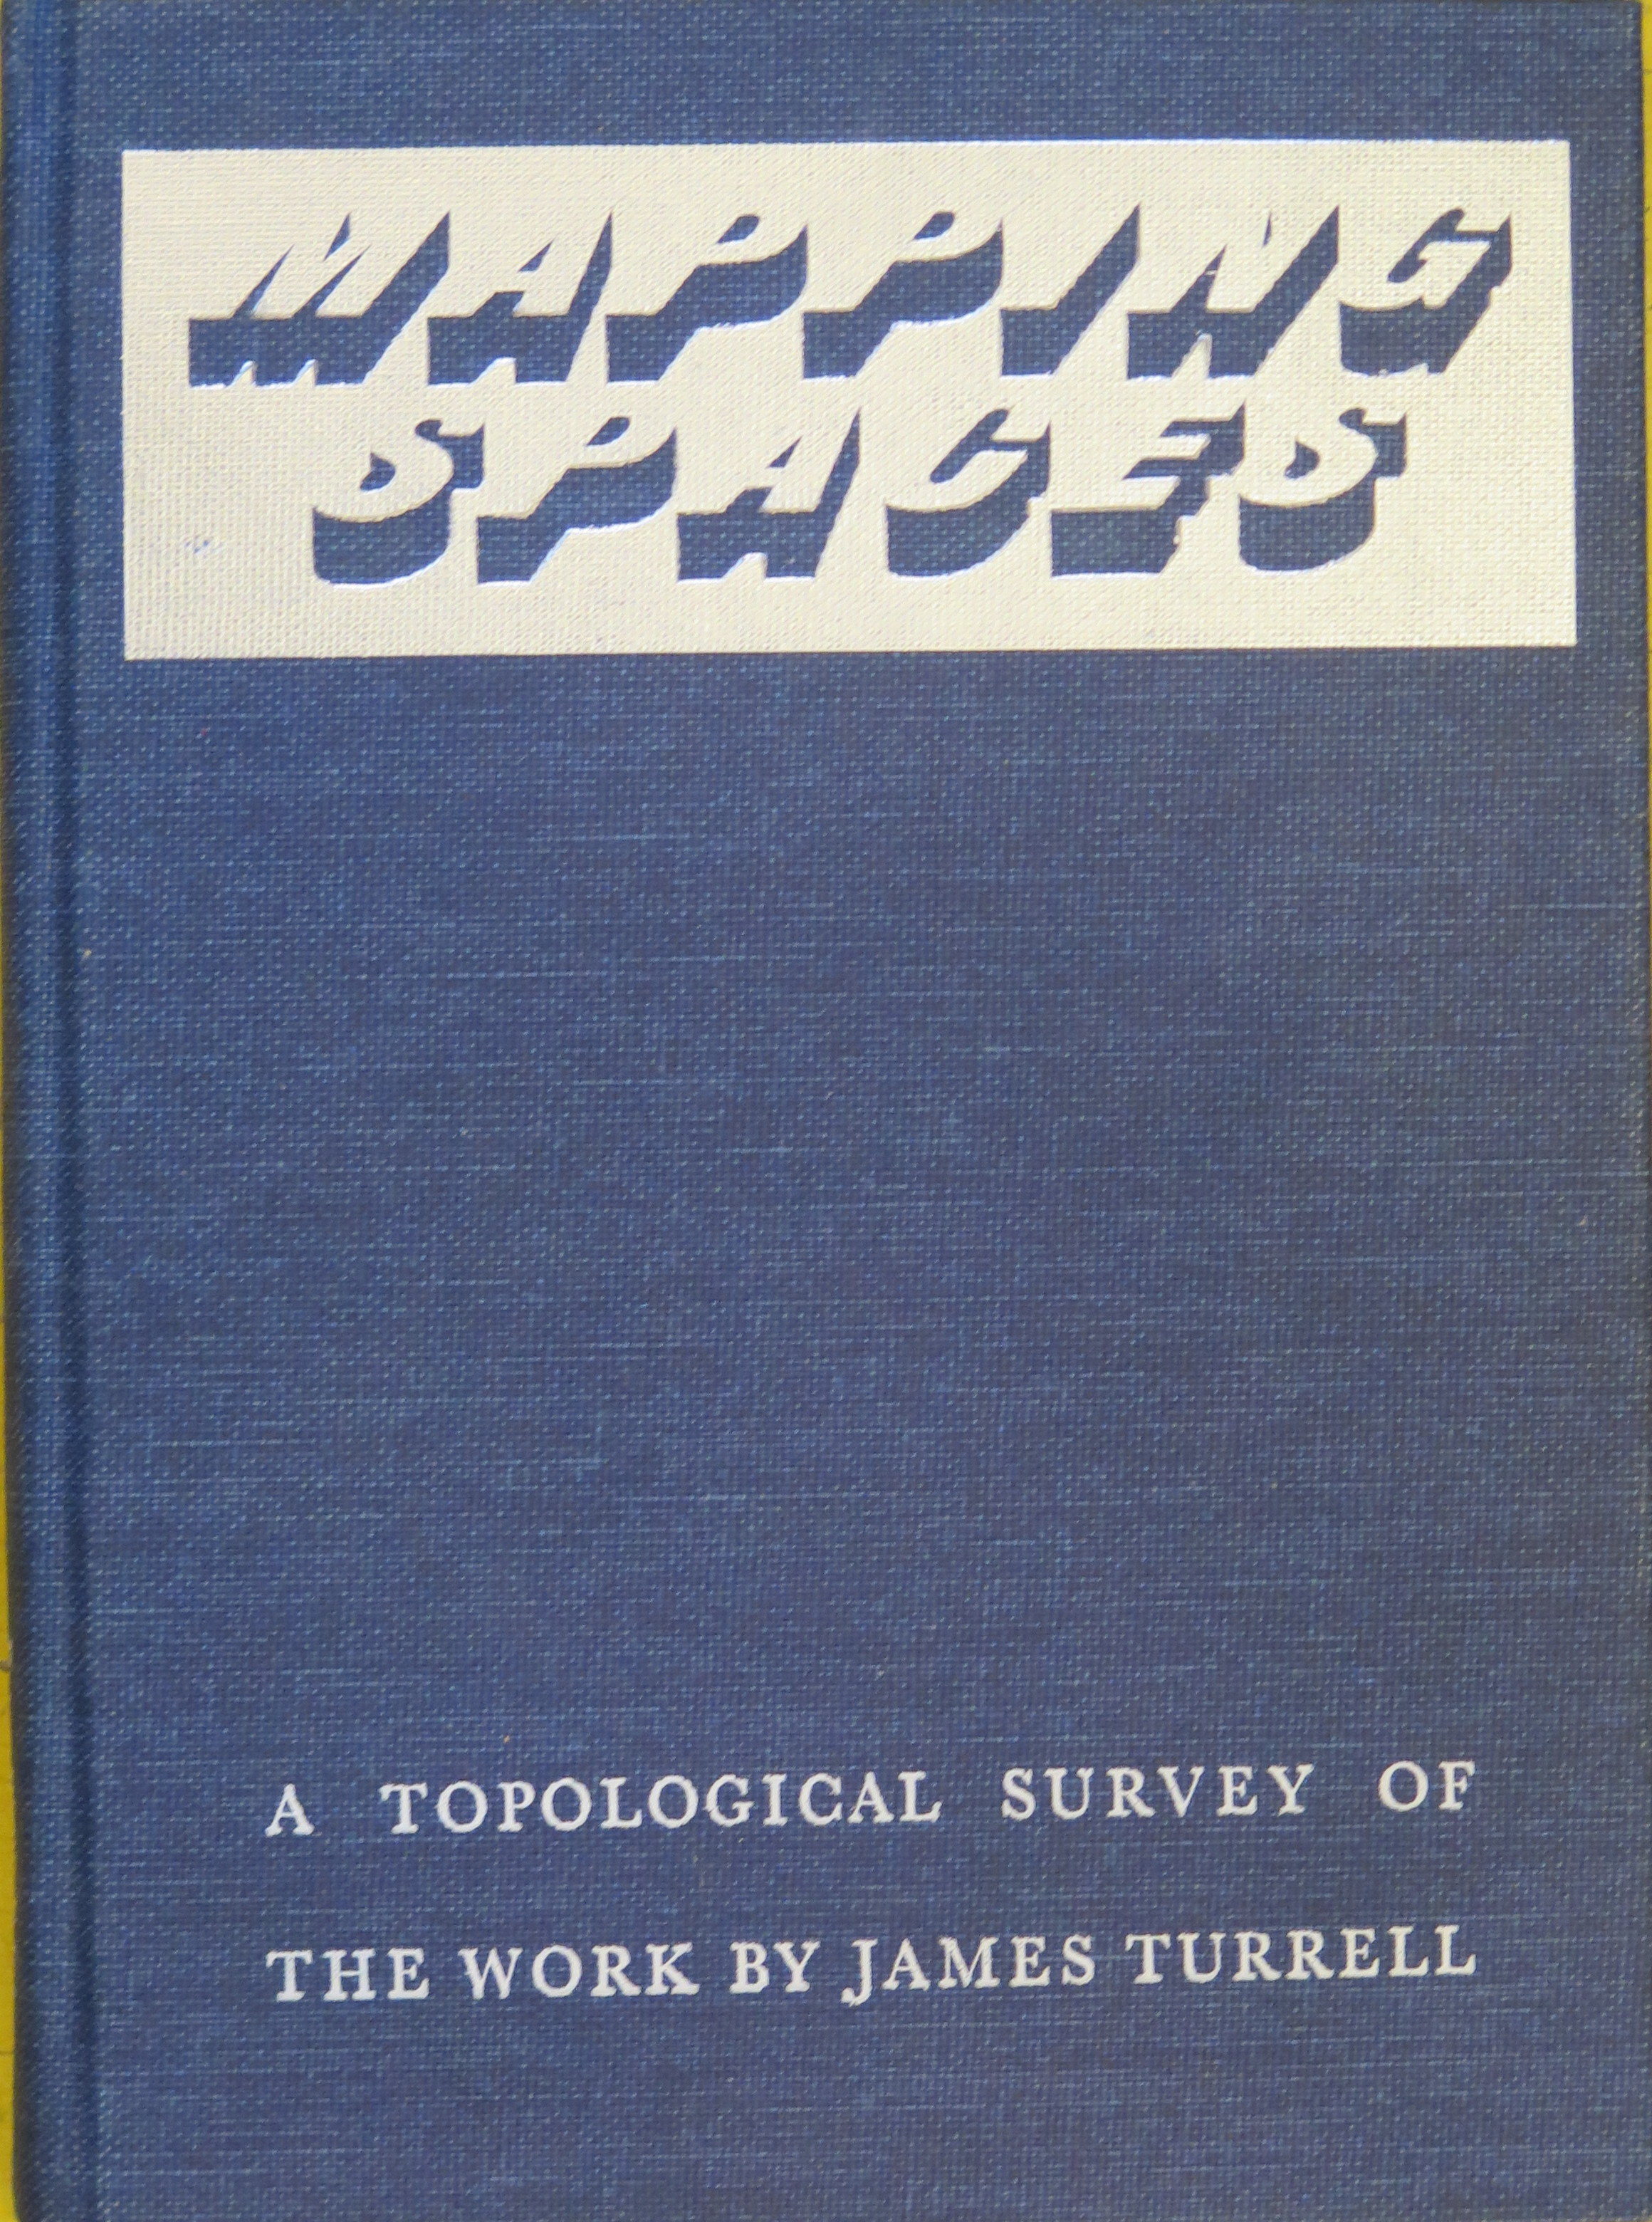 MAPPING
SPACES
A TOPOLOGICAL SURVEY OF
THE WORK BY JAMES TURRELL